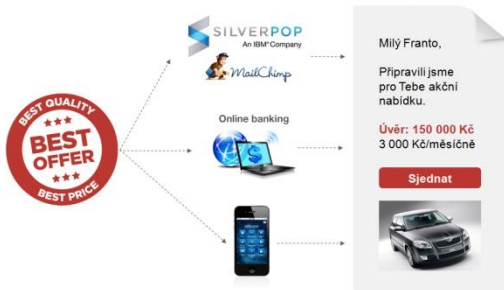 BEST QUALITY
BEST
OFFER
BEST PRICE
SILVERPOP
An IBM® Company
MailChimp
Online banking
Milý Franto,
Připravili jsme
pro Tebe akční
nabídku.
Úvěr: 150 000 Kč
3 000 Kč/měsíčně
Sjednat